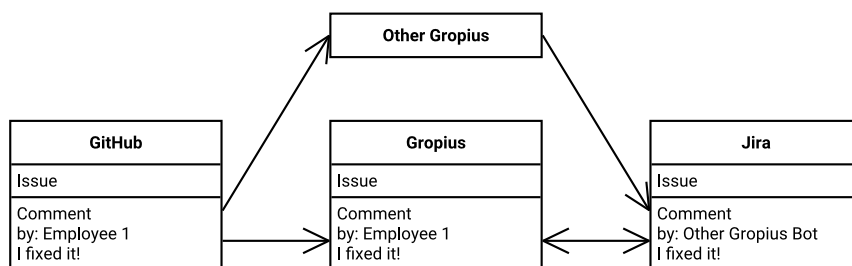 Other Gropius
GitHub
Issue
Comment
by: Employee 1
I fixed it!
Gropius
Issue
Comment
by: Employee 1
I fixed it!
Jira
Issue
Comment
by: Other Gropius Bot
I fixed it!